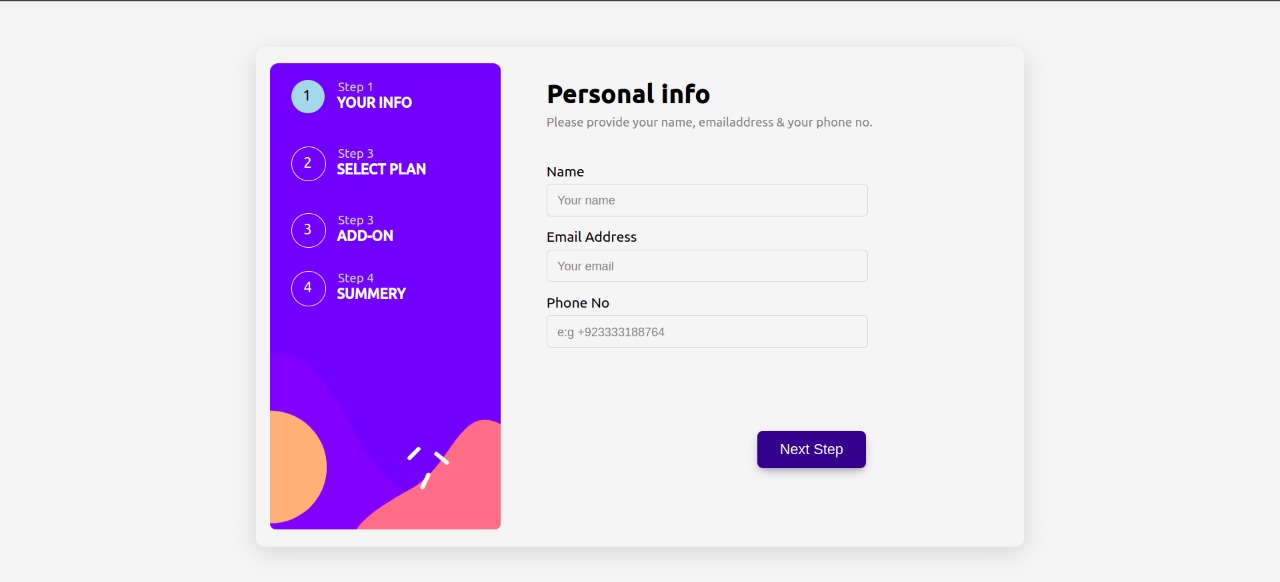 1
Step 1
YOUR INFO
2
Step 3
SELECT PLAN
3
Step 3
ADD-ON
4
Step 4
SUMMERY
Personal info
Please provide your name, emailaddress & your phone no.
Name
Your name
Email Address
Your email
Phone No
e:g +923333188764
Next Step